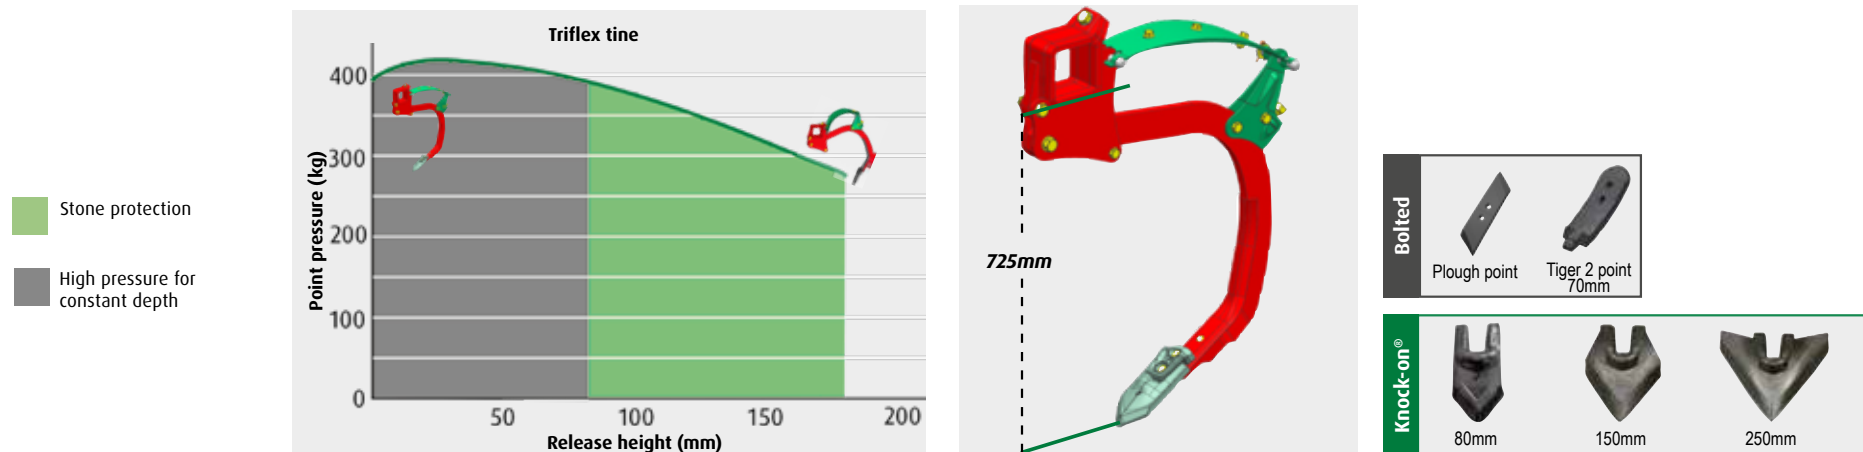 Stone protection
High pressure for
constant depth
Triflex tine
Point pressure (kg)
400
300
200
100
0
50
100
150
200
Release height (mm)
725mm
Bolted
Plough point
Tiger 2 point
70mm
Knock-on®
80mm
150mm
250mm